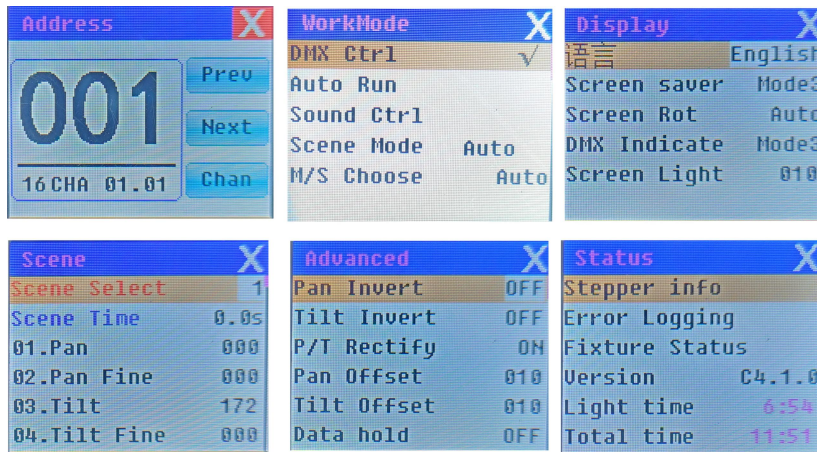 Address X
001
16CHA 01.01
Prev
Next
Chan
WorkMode X
DMX Ctrl √
Auto Run
Sound Ctrl
Scene Mode Auto
M/S Choose Auto
Display X
语言 English
Screen saver Mode3
Screen Rot Auto
DMX Indicate Mode3
Screen Light 010
Scene X
Scene Select 1
Scene Time 0.0s
01.Pan 000
02.Pan Fine 000
03.Tilt 172
04.Tilt Fine 000
Advanced X
Pan Invert OFF
Tilt Invert OFF
P/T Rectify ON
Pan Offset 010
Tilt Offset 010
Data hold OFF
Status X
Stepper info
Error Logging
Fixture Status
Version C4.1.0
Light time 6:54
Total time 11:51